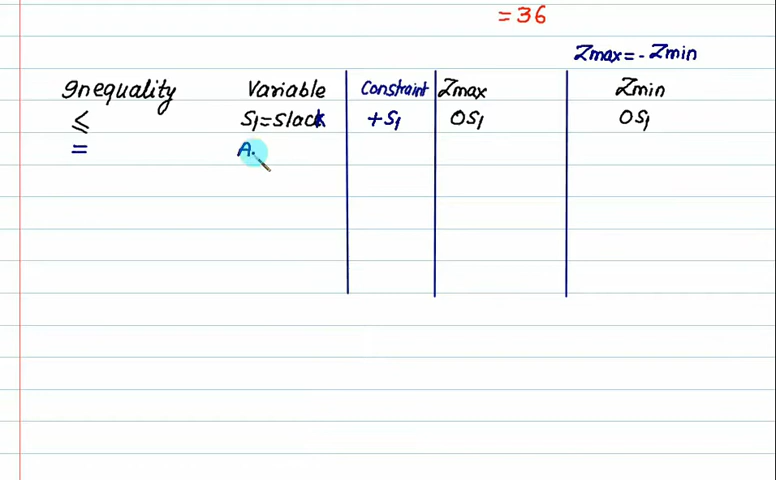 = 36
Zmax = - Zmin
Inequality Variable Constraint Zmax Zmin
≤ S1 = Slack + S1 0S1 0S1
= A.